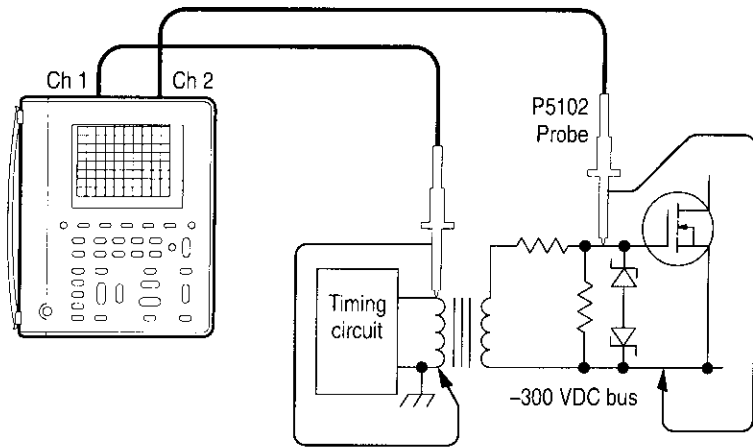 Ch 1
Ch 2
P5102
Probe
Timing
circuit
–300 VDC bus